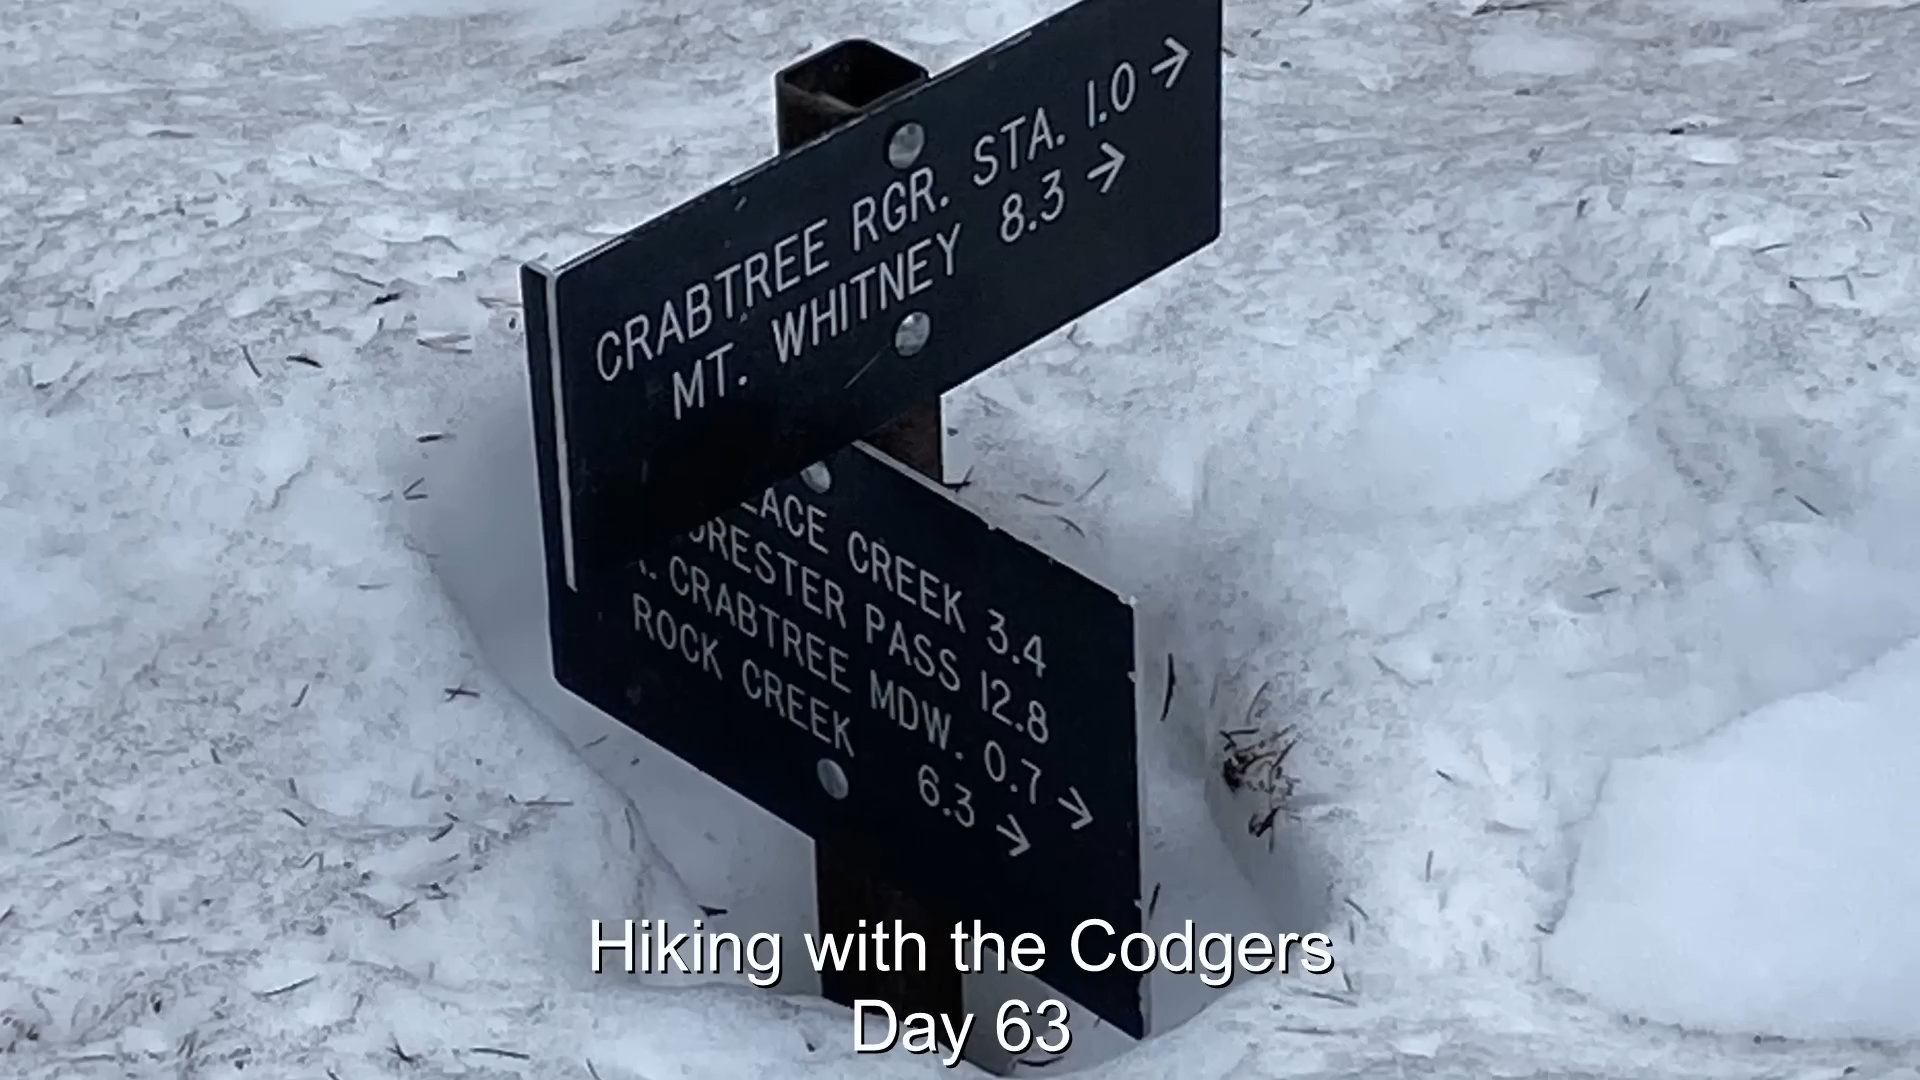 CRABTREE RGR. STA. 1.0 →
MT. WHITNEY 8.3 →
CREEK 3.4
PASS 12.8
CRABTREE MDW. 0.7 →
ROCK CREEK 6.3 →
Hiking with the Codgers
Day 63